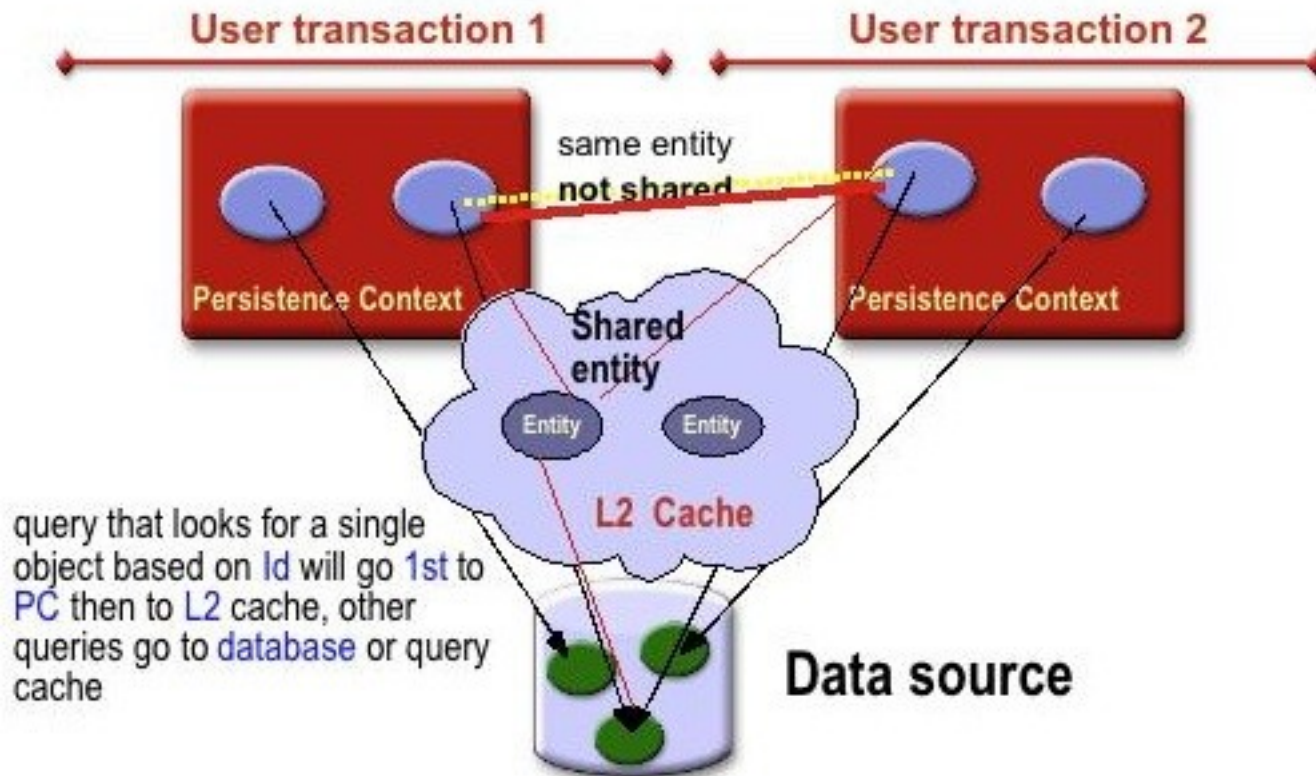 User transaction 1
User transaction 2
same entity
not shared
Persistence Context
Persistence Context
Shared
entity
Entity
Entity
L2 Cache
query that looks for a single
object based on Id will go 1st to
PC then to L2 cache, other
queries go to database or query
cache
Data source